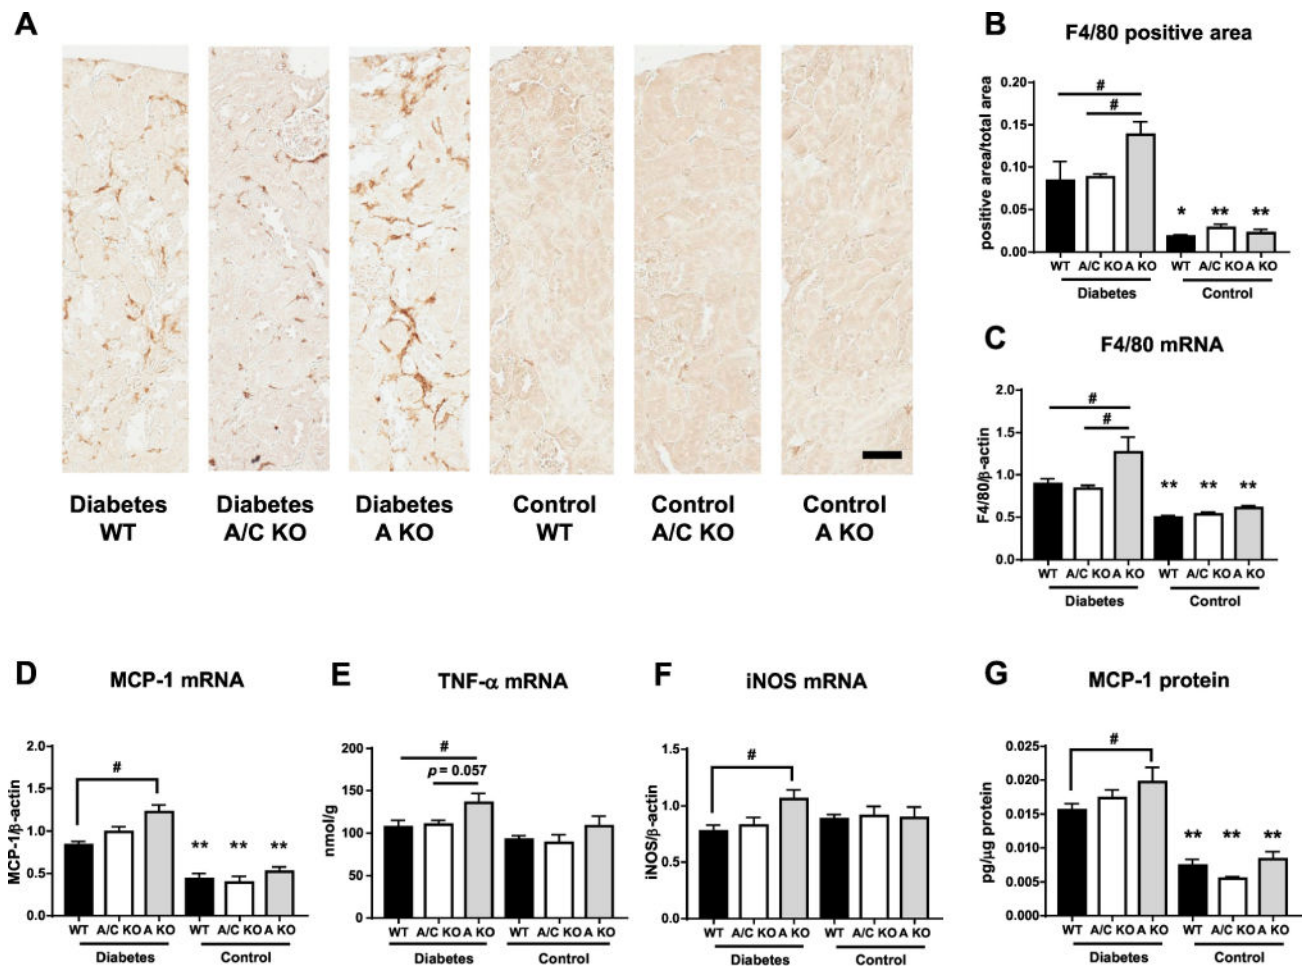 A
Diabetes WT
Diabetes A/C KO
Diabetes A KO
Control WT
Control A/C KO
Control A KO
B
F4/80 positive area
positive area/total area
0.20
0.15
0.10
0.05
0.00
#
#
* ** **
WT A/C KO A KO WT A/C KO A KO
Diabetes Control
C
F4/80 mRNA
F4/80/β-actin
2.0
1.5
1.0
0.5
0.0
#
#
** ** **
WT A/C KO A KO WT A/C KO A KO
Diabetes Control
D
MCP-1 mRNA
MCP-1/β-actin
2.0
1.5
1.0
0.5
0.0
#
** ** **
WT A/C KO A KO WT A/C KO A KO
Diabetes Control
E
TNF-α mRNA
nmol/g
200
150
100
50
0
#
p = 0.057
WT A/C KO A KO WT A/C KO A KO
Diabetes Control
F
iNOS mRNA
iNOS/β-actin
1.5
1.0
0.5
0.0
#
WT A/C KO A KO WT A/C KO A KO
Diabetes Control
G
MCP-1 protein
pg/μg protein
0.025
0.020
0.015
0.010
0.005
0.000
#
** ** **
WT A/C KO A KO WT A/C KO A KO
Diabetes Control